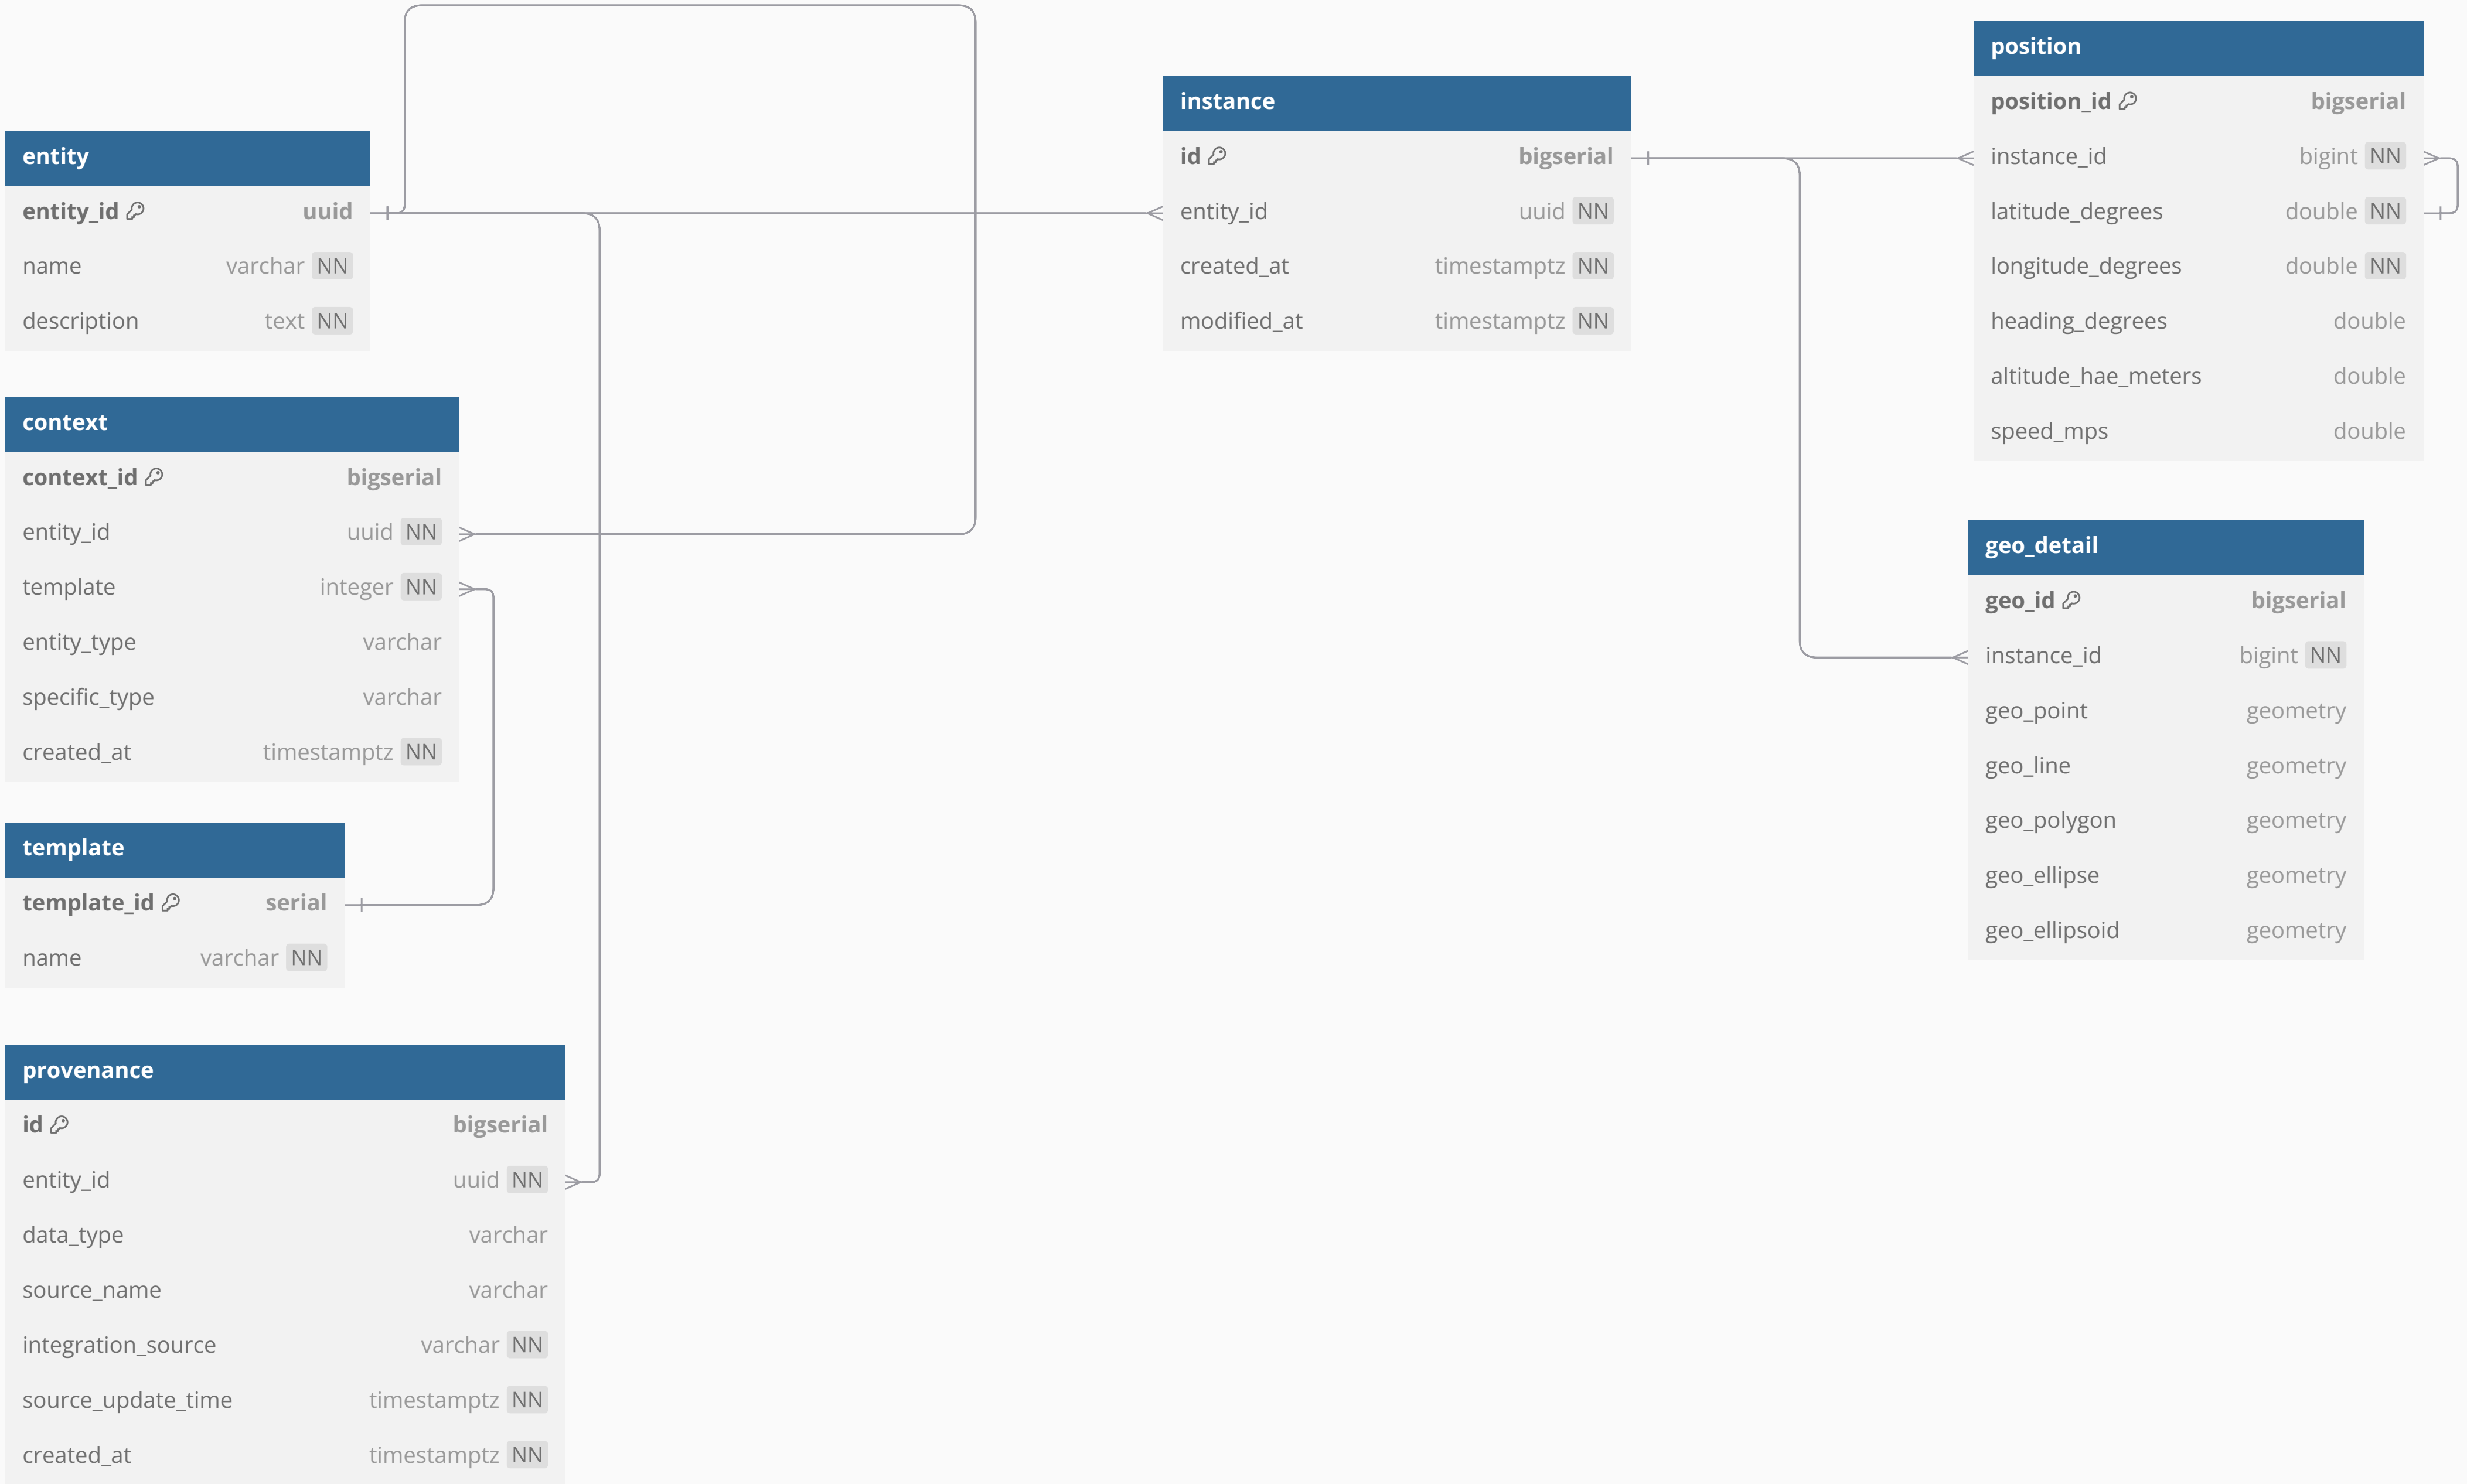 entity
entity_id uuid
name varchar NN
description text NN
context
context_id bigserial
entity_id uuid NN
template integer NN
entity_type varchar
specific_type varchar
created_at timestamptz NN
template
template_id serial
name varchar NN
provenance
id bigserial
entity_id uuid NN
data_type varchar
source_name varchar
integration_source varchar NN
source_update_time timestamptz NN
created_at timestamptz NN
instance
id bigserial
entity_id uuid NN
created_at timestamptz NN
modified_at timestamptz NN
position
position_id bigserial
instance_id bigint NN
latitude_degrees double NN
longitude_degrees double NN
heading_degrees double
altitude_hae_meters double
speed_mps double
geo_detail
geo_id bigserial
instance_id bigint NN
geo_point geometry
geo_line geometry
geo_polygon geometry
geo_ellipse geometry
geo_ellipsoid geometry